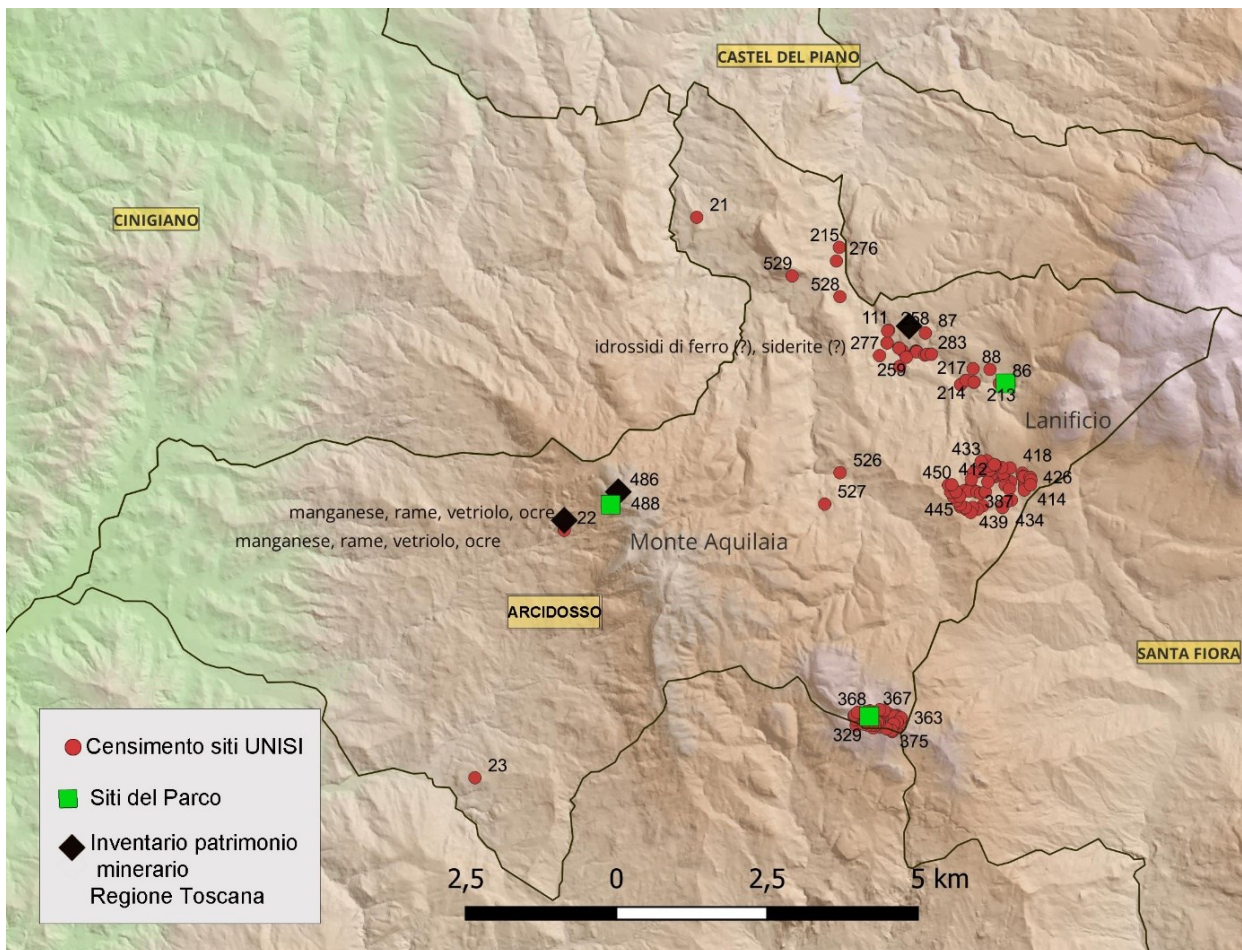 CASTEL DEL PIANO
CINIGIANO
21
215
276
529
528
111
258
87
277
idrossidi di ferro (?), siderite (?)
283
259
217
88
86
214
213
Lanificio
433
418
526
412
426
450
486
527
387
414
manganese, rame, vetriolo, ocre
488
445
439
434
22
manganese, rame, vetriolo, ocre
Monte Aquilaia
ARCIDOSSO
SANTA FIORA
368
367
363
329
375
Censimento siti UNISI
23
Siti del Parco
Inventario patrimonio
minerario
Regione Toscana
2,5 0 2,5 5 km